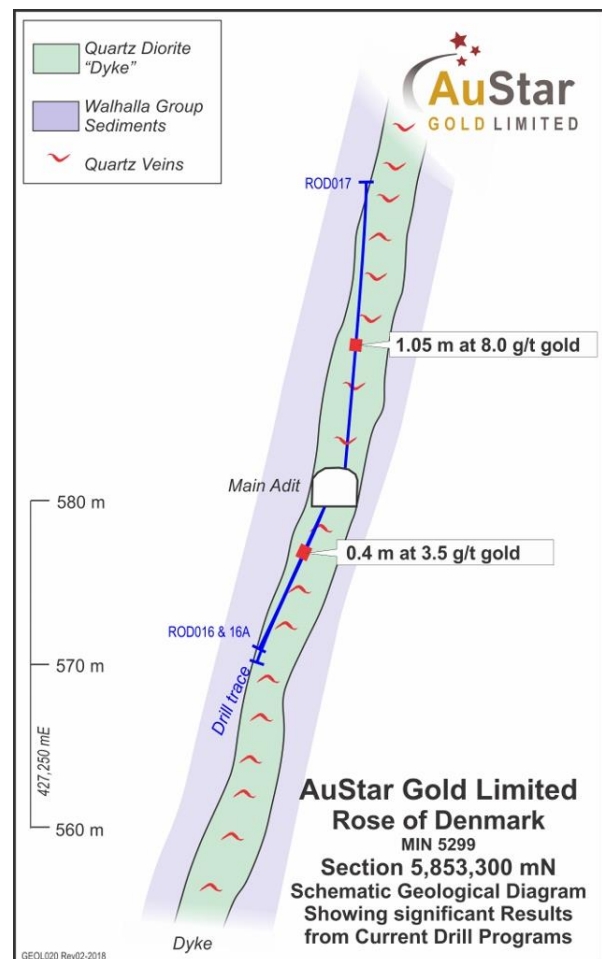 Quartz Diorite
“Dyke”
Walhalla Group
Sediments
Quartz Veins
AuStar
GOLD LIMITED
ROD017
1.05 m at 8.0 g/t gold
Main Adit
580 m
0.4 m at 3.5 g/t gold
ROD016 & 16A
570 m
Drill trace
427,250 mE
560 m
AuStar Gold Limited
Rose of Denmark
MIN 5299
Section 5,853,300 mN
Schematic Geological Diagram
Showing significant Results
from Current Drill Programs
Dyke
GEOL020 Rev02-2018